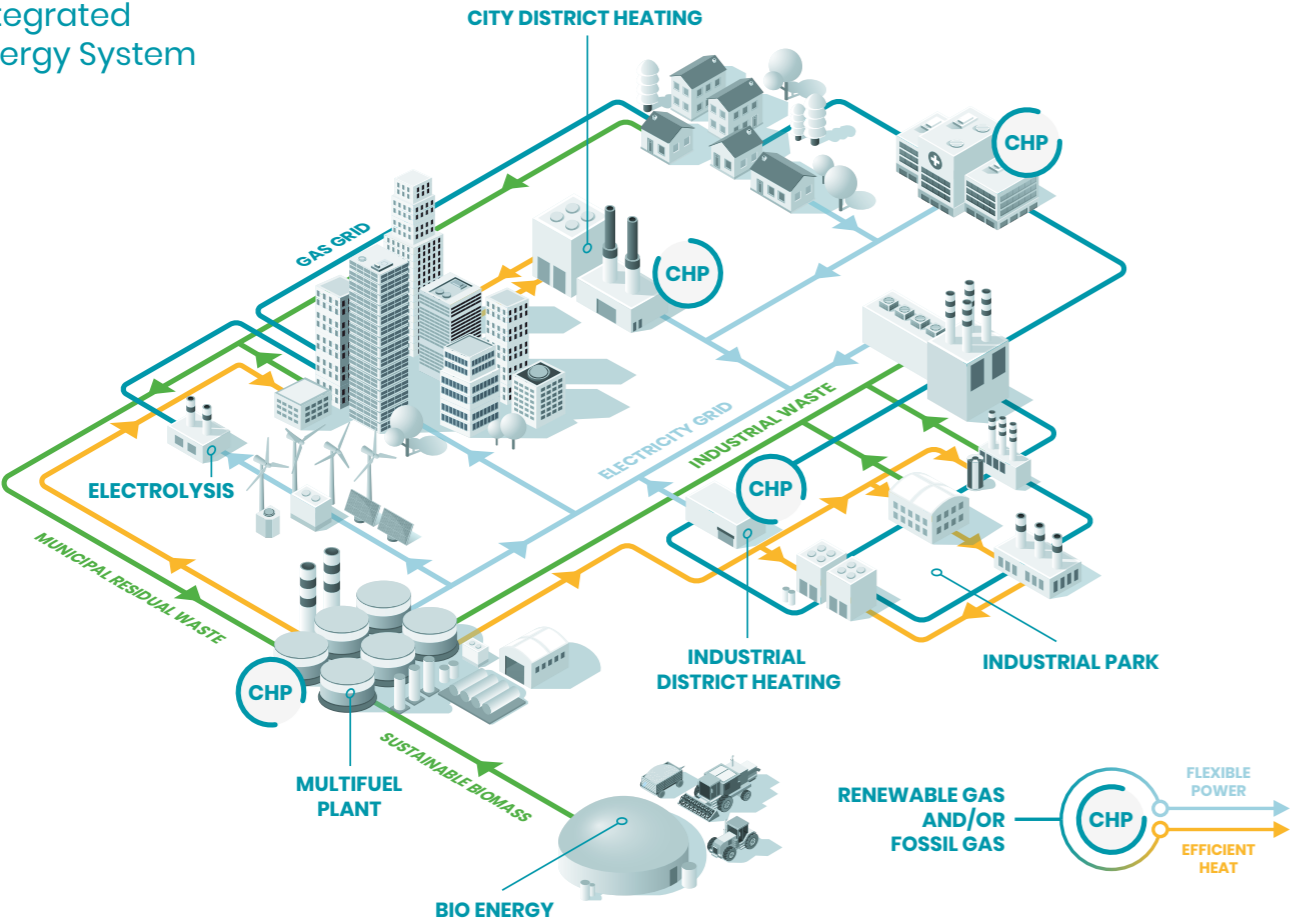 tegrated
ergy System
CITY DISTRICT HEATING
CHP
GAS GRID
CHP
ELECTRICITY GRID
INDUSTRIAL WASTE
CHP
ELECTROLYSIS
MUNICIPAL RESIDUAL WASTE
INDUSTRIAL
DISTRICT HEATING
INDUSTRIAL PARK
CHP
MULTIFUEL
PLANT
SUSTAINABLE BIOMASS
BIO ENERGY
RENEWABLE GAS
AND/OR
FOSSIL GAS
CHP
FLEXIBLE
POWER
EFFICIENT
HEAT